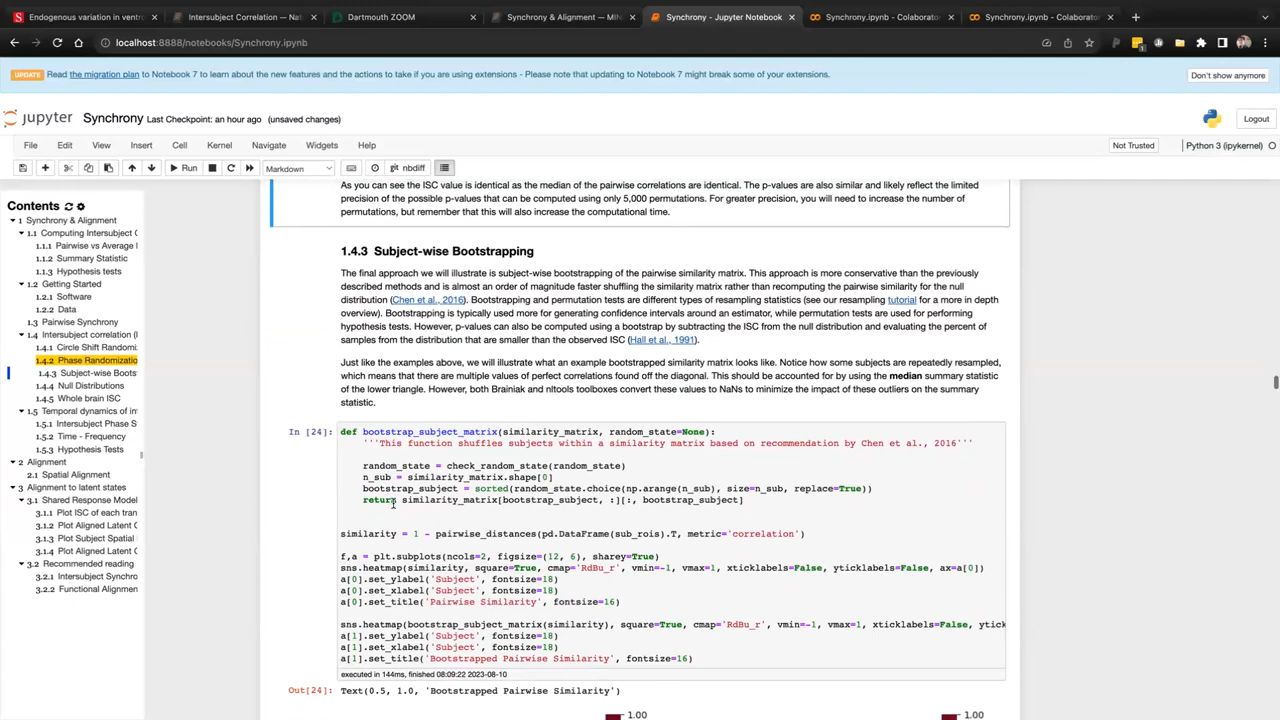 Endogenous variation in ventro
Intersubject Correlation — Nat
Dartmouth ZOOM
Synchrony & Alignment — MIN
Synchrony - Jupyter Notebook
Synchrony.ipynb - Colaborator
Synchrony.ipynb - Colaborator
localhost:8888/notebooks/Synchrony.ipynb
UPDATE Read the migration plan to Notebook 7 to learn about the new features and the actions to take if you are using extensions - Please note that updating to Notebook 7 might break some of your extensions.
Don't show anymore
jupyter Synchrony Last Checkpoint: an hour ago (unsaved changes)
Logout
File Edit View Insert Cell Kernel Navigate Widgets Help
Not Trusted
Python 3 (ipykernel)
Run
Markdown
nbdiff
Contents
1 Synchrony & Alignment
1.1 Computing Intersubject C
1.1.1 Pairwise vs Average I
1.1.2 Summary Statistic
1.1.3 Hypothesis tests
1.2 Getting Started
1.2.1 Software
1.2.2 Data
1.3 Pairwise Synchrony
1.4 Intersubject correlation (I
1.4.1 Circle Shift Randomi
1.4.2 Phase Randomizatio
1.4.3 Subject-wise Boots
1.4.4 Null Distributions
1.4.5 Whole brain ISC
1.5 Temporal dynamics of in
1.5.1 Intersubject Phase S
1.5.2 Time - Frequency
1.5.3 Hypothesis Tests
2 Alignment
2.1 Spatial Alignment
3 Alignment to latent states
3.1 Shared Response Model
3.1.1 Plot ISC of each tran
3.1.2 Plot Aligned Latent C
3.1.3 Plot Subject Spatial
3.1.4 Plot Aligned Latent C
3.2 Recommended reading
3.2.1 Intersubject Synchro
3.2.2 Functional Alignment
As you can see the ISC value is identical as the median of the pairwise correlations are identical. The p-values are also similar and likely reflect the limited
precision of the possible p-values that can be computed using only 5,000 permutations. For greater precision, you will need to increase the number of
permutations, but remember that this will also increase the computational time.
1.4.3 Subject-wise Bootstrapping
The final approach we will illustrate is subject-wise bootstrapping of the pairwise similarity matrix. This approach is more conservative than the previously
described methods and is almost an order of magnitude faster shuffling the similarity matrix rather than recomputing the pairwise similarity for the null
distribution (Chen et al., 2016). Bootstrapping and permutation tests are different types of resampling statistics (see our resampling tutorial for a more in depth
overview). Bootstrapping is typically used more for generating confidence intervals around an estimator, while permutation tests are used for performing
hypothesis tests. However, p-values can also be computed using a bootstrap by subtracting the ISC from the null distribution and evaluating the percent of
samples from the distribution that are smaller than the observed ISC (Hall et al., 1991).
Just like the examples above, we will illustrate what an example bootstrapped similarity matrix looks like. Notice how some subjects are repeatedly resampled,
which means that there are multiple values of perfect correlations found off the diagonal. This should be accounted for by using the median summary statistic
of the lower triangle. However, both Brainiak and nltools toolboxes convert these values to NaNs to minimize the impact of these outliers on the summary
statistic.
In [24]: def bootstrap_subject_matrix(similarity_matrix, random_state=None):
'''This function shuffles subjects within a similarity matrix based on recommendation by Chen et al., 2016'''
random_state = check_random_state(random_state)
n_sub = similarity_matrix.shape[0]
bootstrap_subject = sorted(random_state.choice(np.arange(n_sub), size=n_sub, replace=True))
return similarity_matrix[bootstrap_subject, :][:, bootstrap_subject]
similarity = 1 - pairwise_distances(pd.DataFrame(sub_rois).T, metric='correlation')
f,a = plt.subplots(ncols=2, figsize=(12, 6), sharey=True)
sns.heatmap(similarity, square=True, cmap='RdBu_r', vmin=-1, vmax=1, xticklabels=False, yticklabels=False, ax=a[0])
a[0].set_ylabel('Subject', fontsize=18)
a[0].set_xlabel('Subject', fontsize=18)
a[0].set_title('Pairwise Similarity', fontsize=16)
sns.heatmap(bootstrap_subject_matrix(similarity), square=True, cmap='RdBu_r', vmin=-1, vmax=1, xticklabels=False, ytick
a[1].set_ylabel('Subject', fontsize=18)
a[1].set_xlabel('Subject', fontsize=18)
a[1].set_title('Bootstrapped Pairwise Similarity', fontsize=16)
executed in 144ms, finished 08:09:22 2023-08-10
Out[24]: Text(0.5, 1.0, 'Bootstrapped Pairwise Similarity')
1.00
1.00